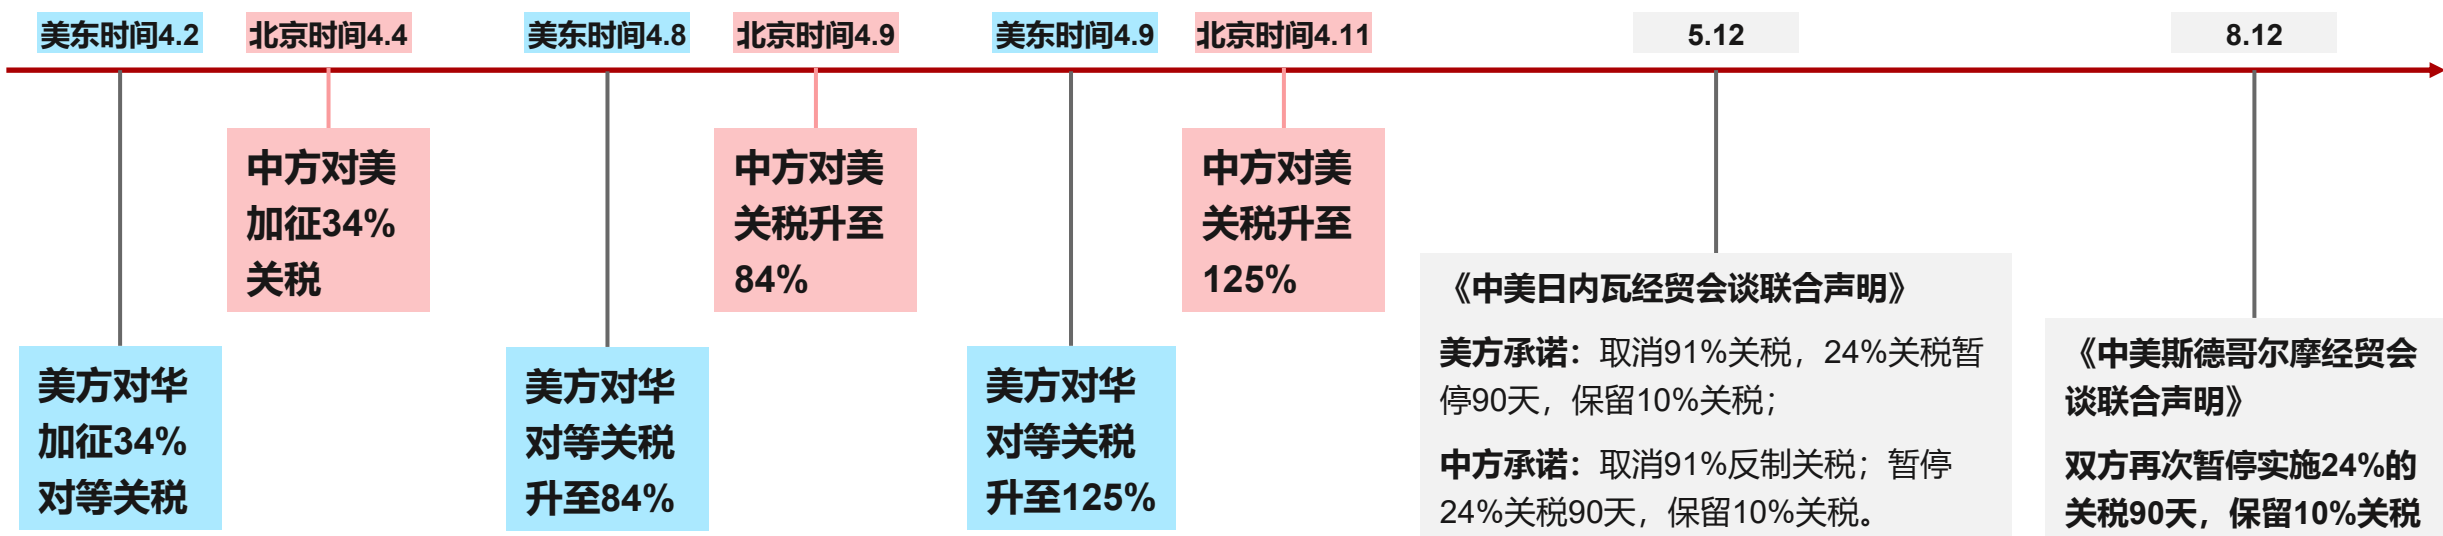 美东时间4.2
北京时间4.4
美东时间4.8
北京时间4.9
美东时间4.9
北京时间4.11
5.12
8.12
中方对美
加征34%
关税
中方对美
关税升至
84%
中方对美
关税升至
125%
美方对华
加征34%
对等关税
美方对华
对等关税
升至84%
美方对华
对等关税
升至125%
《中美日内瓦经贸会谈联合声明》
美方承诺：取消91%关税，24%关税暂
停90天，保留10%关税；
中方承诺：取消91%反制关税；暂停
24%关税90天，保留10%关税。
《中美斯德哥尔摩经贸会
谈联合声明》
双方再次暂停实施24%的
关税90天，保留10%关税